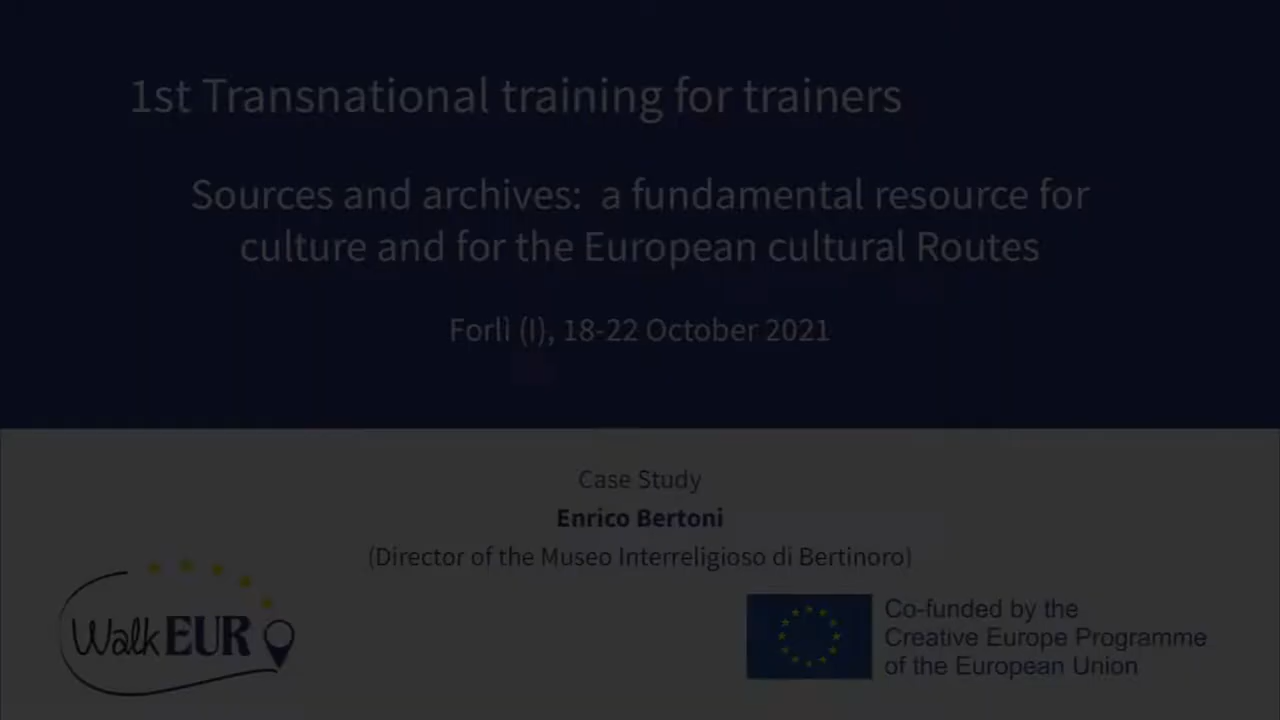 1st Transnational training for trainers
Sources and archives: a fundamental resource for
culture and for the European cultural Routes
Forlì (I), 18-22 October 2021
Case Study
Enrico Bertoni
(Director of the Museo Interreligioso di Bertinoro)
Walk EUR
Co-funded by the
Creative Europe Programme
of the European Union